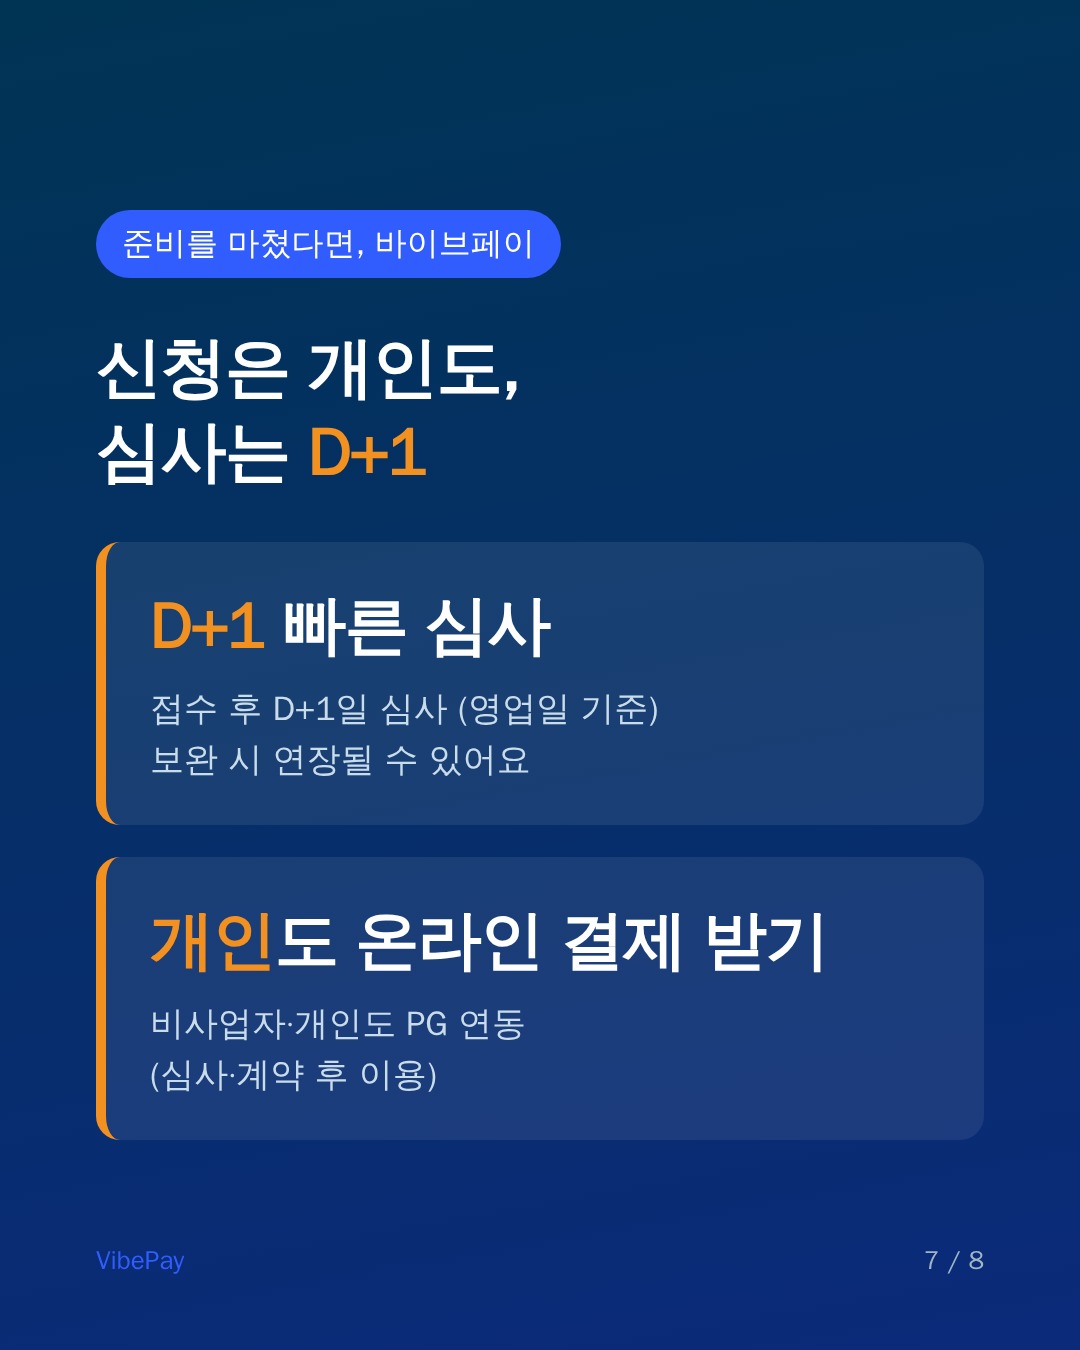 준비를 마쳤다면, 바이브페이
신청은 개인도,
심사는 D+1
D+1 빠른 심사
접수 후 D+1일 심사 (영업일 기준)
보완 시 연장될 수 있어요
개인도 온라인 결제 받기
비사업자·개인도 PG 연동
(심사·계약 후 이용)
VibePay
7 / 8